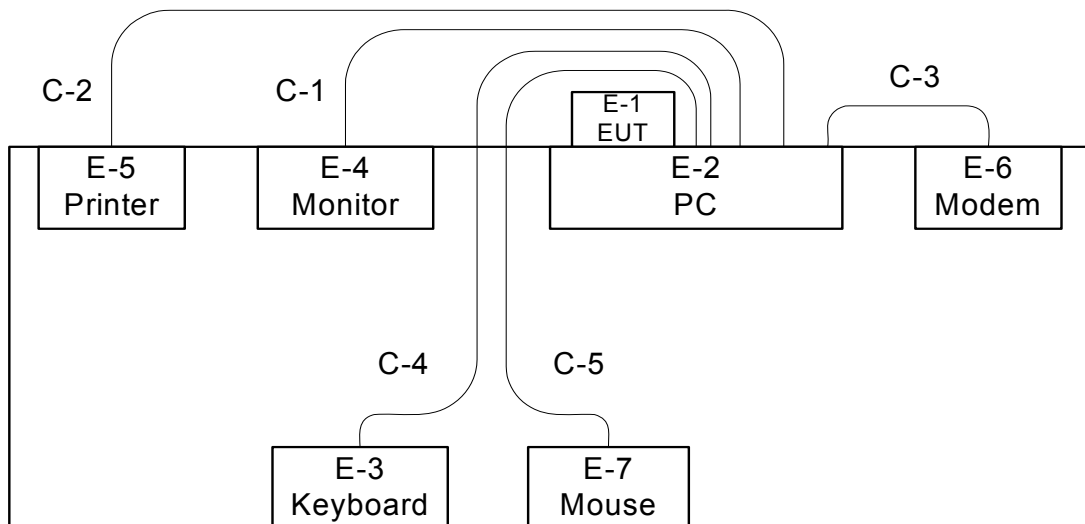 C-2
C-1
C-3
E-1
EUT
E-5
Printer
E-4
Monitor
E-2
PC
E-6
Modem
C-4
C-5
E-3
Keyboard
E-7
Mouse